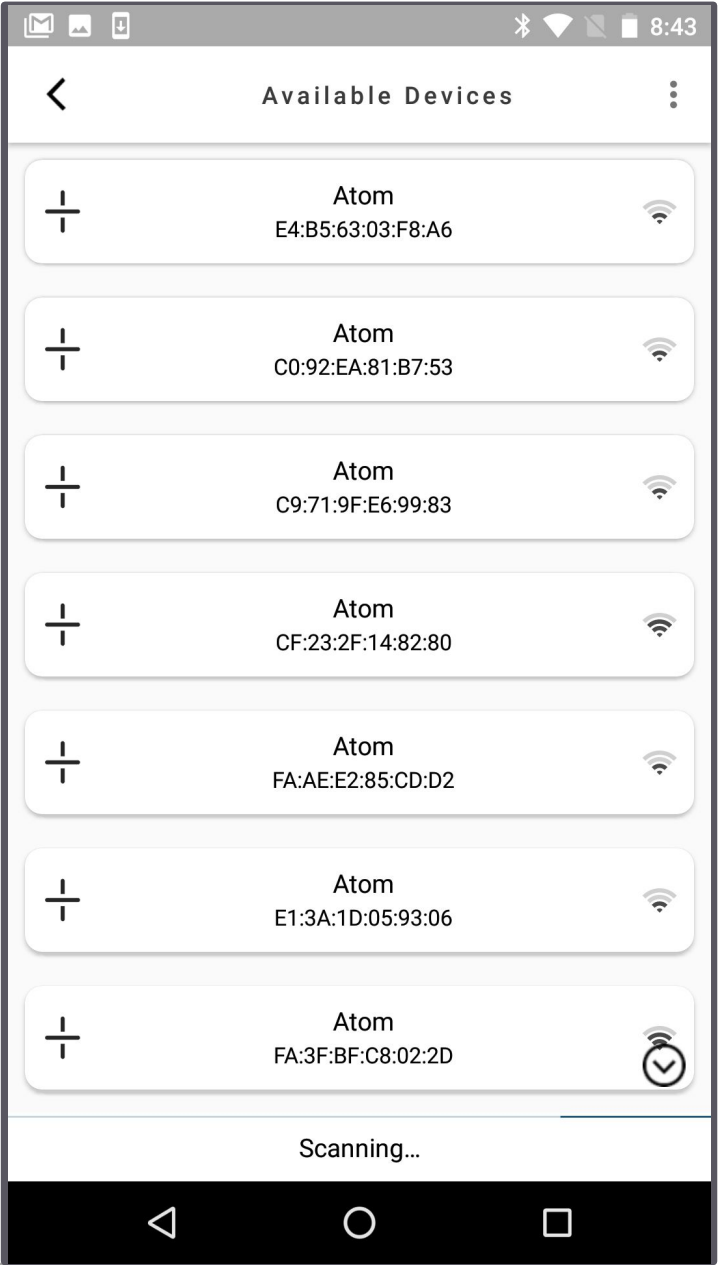 8:43
Available Devices
Atom
E4:B5:63:03:F8:A6
Atom
C0:92:EA:81:B7:53
Atom
C9:71:9F:E6:99:83
Atom
CF:23:2F:14:82:80
Atom
FA:AE:E2:85:CD:D2
Atom
E1:3A:1D:05:93:06
Atom
FA:3F:BF:C8:02:2D
Scanning...